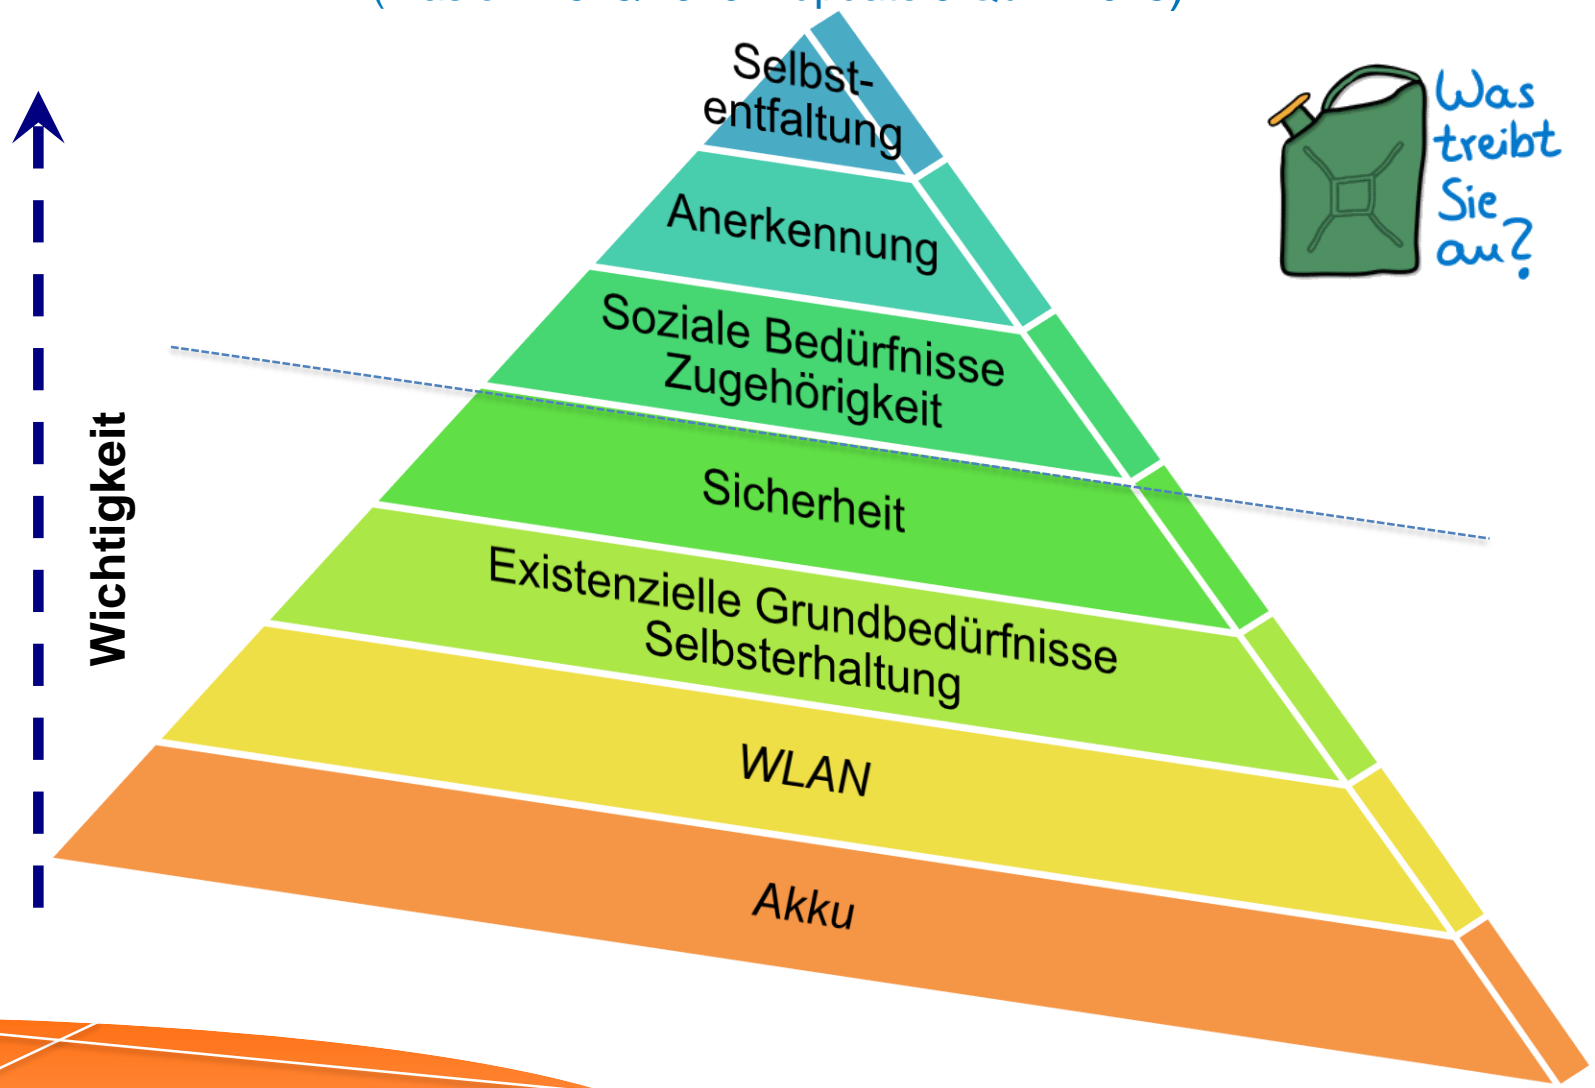 Selbst-
entfaltung
Anerkennung
Soziale Bedürfnisse
Zugehörigkeit
Sicherheit
Existenzielle Grundbedürfnisse
Selbsterhaltung
WLAN
Akku
Wichtigkeit
Was
treibt
Sie
an?